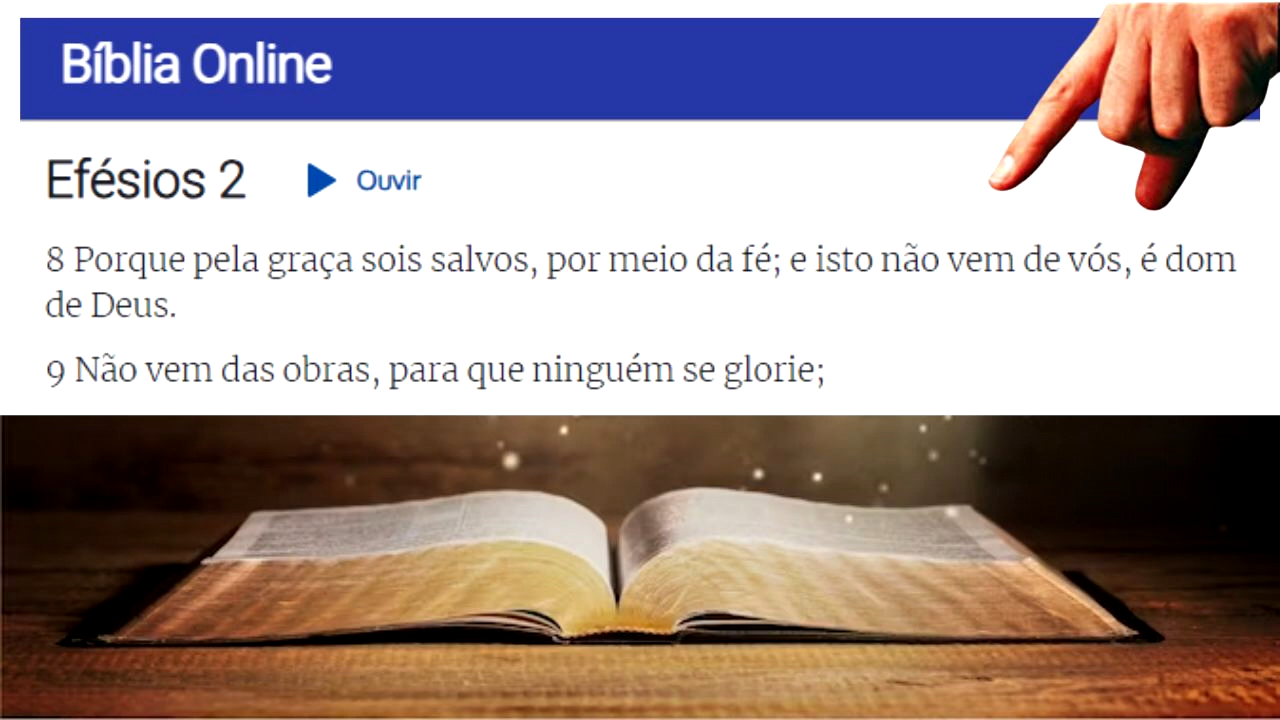 Bíblia Online
Efésios 2
Ouvir
8 Porque pela graça sois salvos, por meio da fé; e isto não vem de vós, é dom
de Deus.
9 Não vem das obras, para que ninguém se glorie;